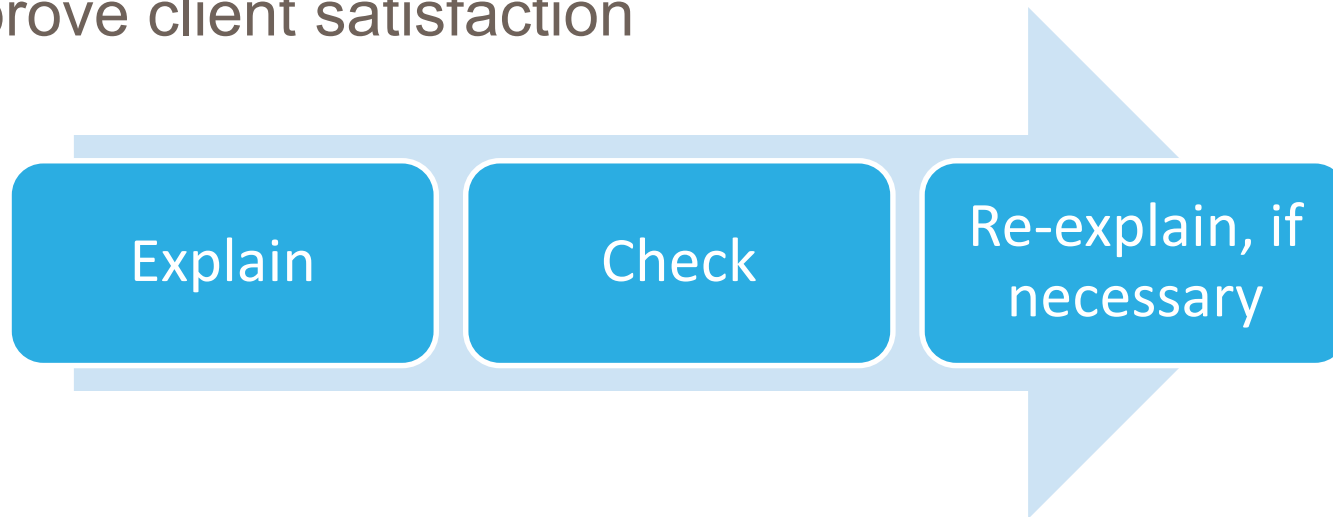 prove client satisfaction
Explain
Check
Re-explain, if
necessary